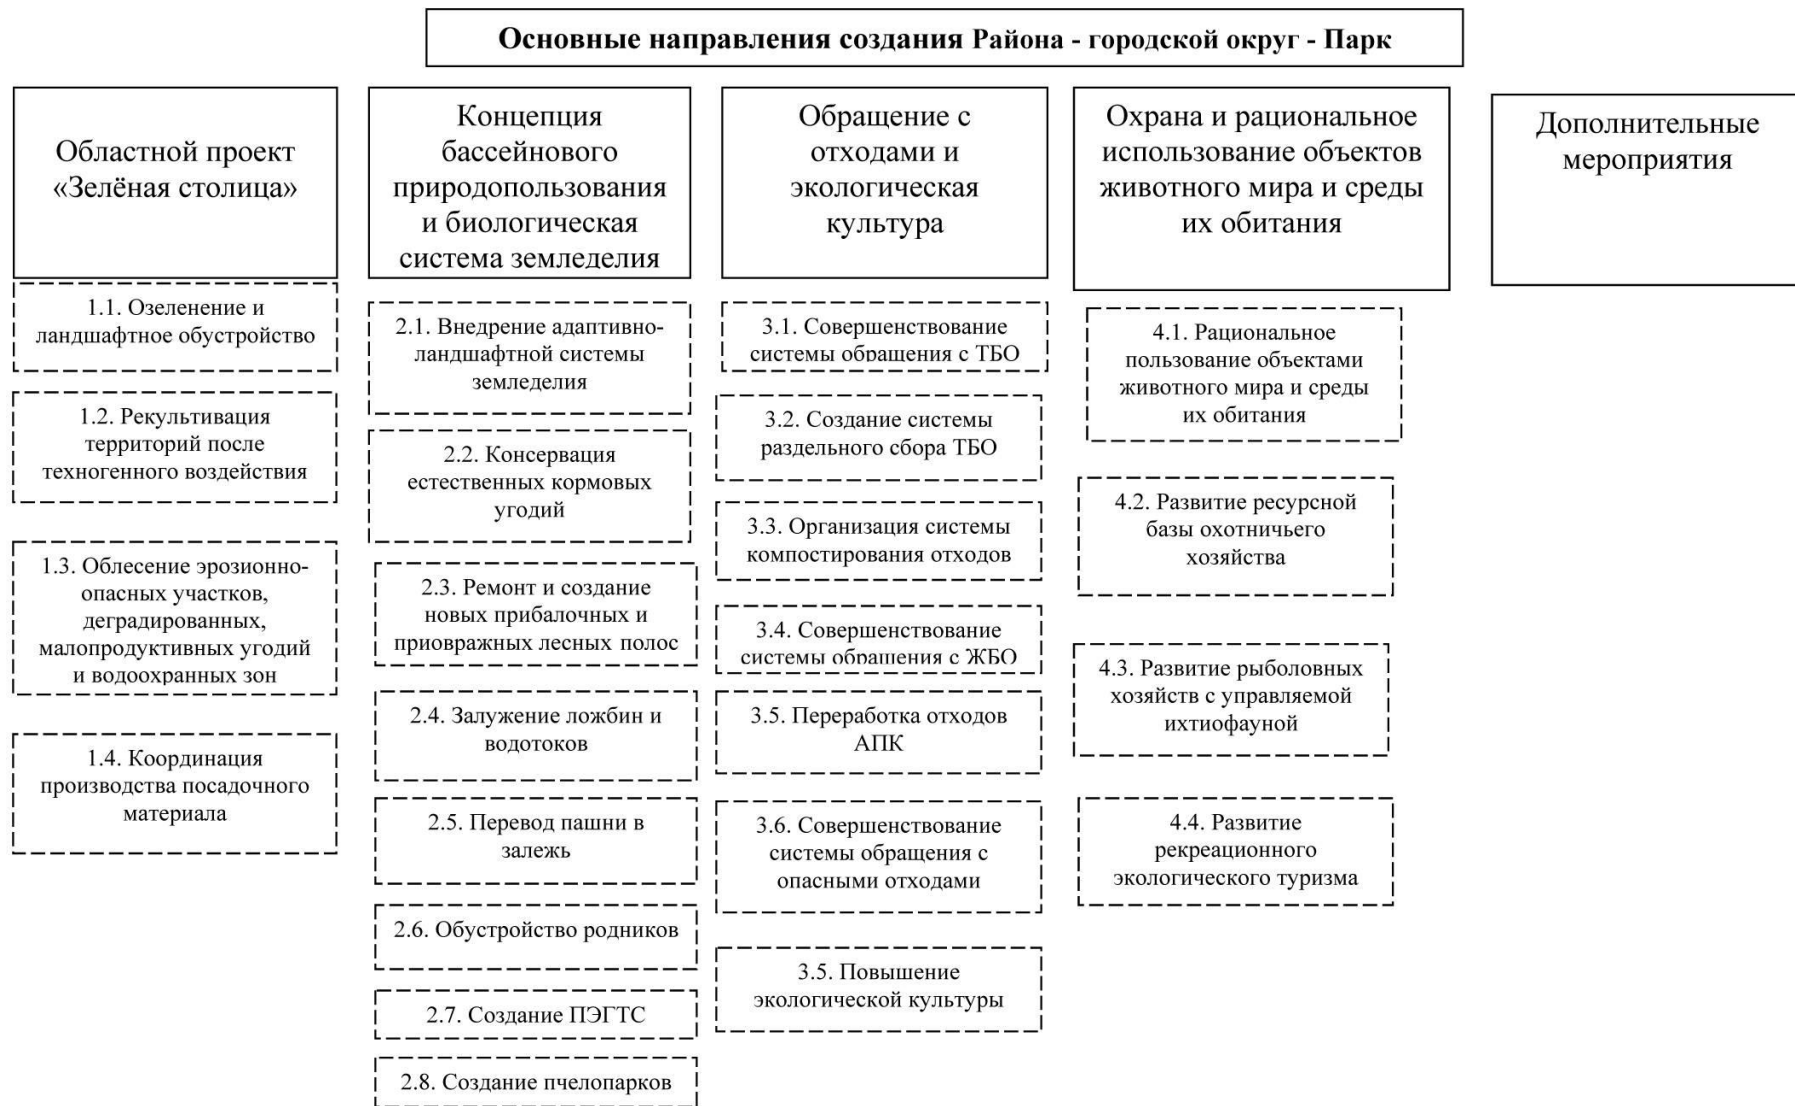 Основные направления создания Района - городской округ - Парк
Областной проект
«Зелёная столица»
Концепция
бассейнового
природопользования
и биологическая
система земледелия
Обращение с
отходами и
экологическая
культура
Охрана и рациональное
использование объектов
животного мира и среды
их обитания
Дополнительные
мероприятия
1.1. Озеленение и
ландшафтное обустройство
1.2. Рекультивация
территорий после
техногенного воздействия
1.3. Облесение эрозионно-
опасных участков,
деградированных,
малопродуктивных угодий
и водоохранных зон
1.4. Координация
производства посадочного
материала
2.1. Внедрение адаптивно-
ландшафтной системы
земледелия
2.2. Консервация
естественных кормовых
угодий
2.3. Ремонт и создание
новых прибалочных и
приовражных лесных полос
2.4. Залужение ложбин и
водотоков
2.5. Перевод пашни в
залежь
2.6. Обустройство родников
2.7. Создание ПЭГТС
2.8. Создание пчелопарков
3.1. Совершенствование
системы обращения с ТБО
3.2. Создание системы
раздельного сбора ТБО
3.3. Организация системы
компостирования отходов
3.4. Совершенствование
системы обращения с ЖБО
3.5. Переработка отходов
АПК
3.6. Совершенствование
системы обращения с
опасными отходами
3.5. Повышение
экологической культуры
4.1. Рациональное
пользование объектами
животного мира и среды
их обитания
4.2. Развитие ресурсной
базы охотничьего
хозяйства
4.3. Развитие рыболовных
хозяйств с управляемой
ихтиофауной
4.4. Развитие
рекреационного
экологического туризма